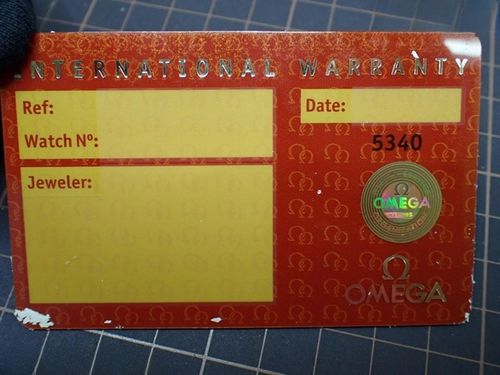 INTERNATIONAL WARRANTY
Ref:
Date:
Watch Nº:
5340
Jeweler:
OMEGA
OMEGA